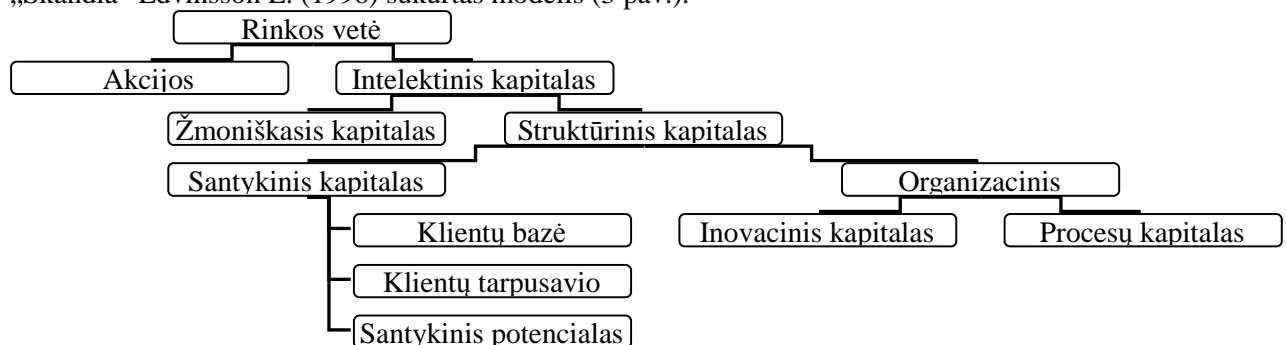 „Skandia“ Edvinsson L. (1996) sukurtas modelis (3 pav.).
Rinkos vetė
Akcijos
Intelektinis kapitalas
Žmoniškasis kapitalas
Struktūrinis kapitalas
Santykinis kapitalas
Organizacinis
Klientų bazė
Inovacinis kapitalas
Procesų kapitalas
Klientų tarpusavio
Santykinis potencialas